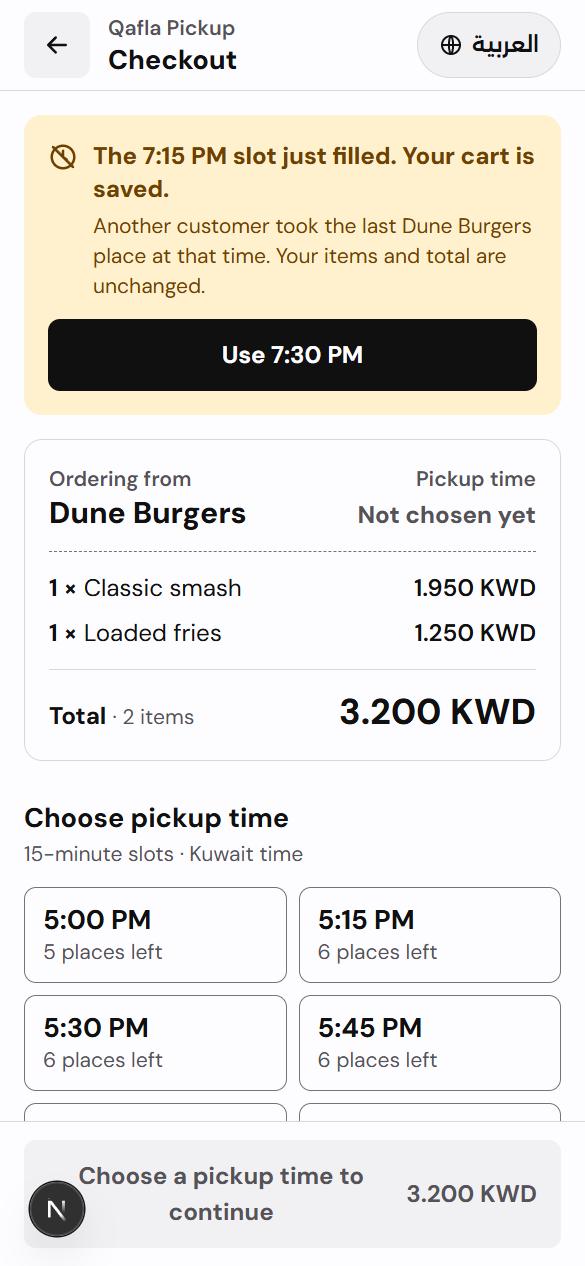 Qafla Pickup
Checkout
العربية
The 7:15 PM slot just filled. Your cart is
saved.
Another customer took the last Dune Burgers
place at that time. Your items and total are
unchanged.
Use 7:30 PM
Ordering from
Pickup time
Dune Burgers
Not chosen yet
1 × Classic smash
1.950 KWD
1 × Loaded fries
1.250 KWD
Total · 2 items
3.200 KWD
Choose pickup time
15-minute slots · Kuwait time
5:00 PM
5 places left
5:15 PM
6 places left
5:30 PM
6 places left
5:45 PM
6 places left
Choose a pickup time to
continue
3.200 KWD
N